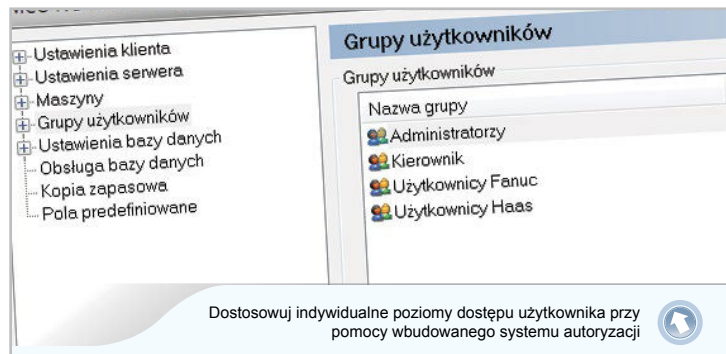 Ustawienia klienta
Ustawienia serwera
Maszyny
Grupy użytkowników
Ustawienia bazy danych
Obsługa bazy danych
Kopia zapasowa
Pola predefiniowane
Grupy użytkowników
Grupy użytkowników
Nazwa grupy
Administratorzy
Kierownik
Użytkownicy Fanuc
Użytkownicy Haas
Dostosowuj indywidualne poziomy dostępu użytkownika przy
pomocy wbudowanego systemu autoryzacji